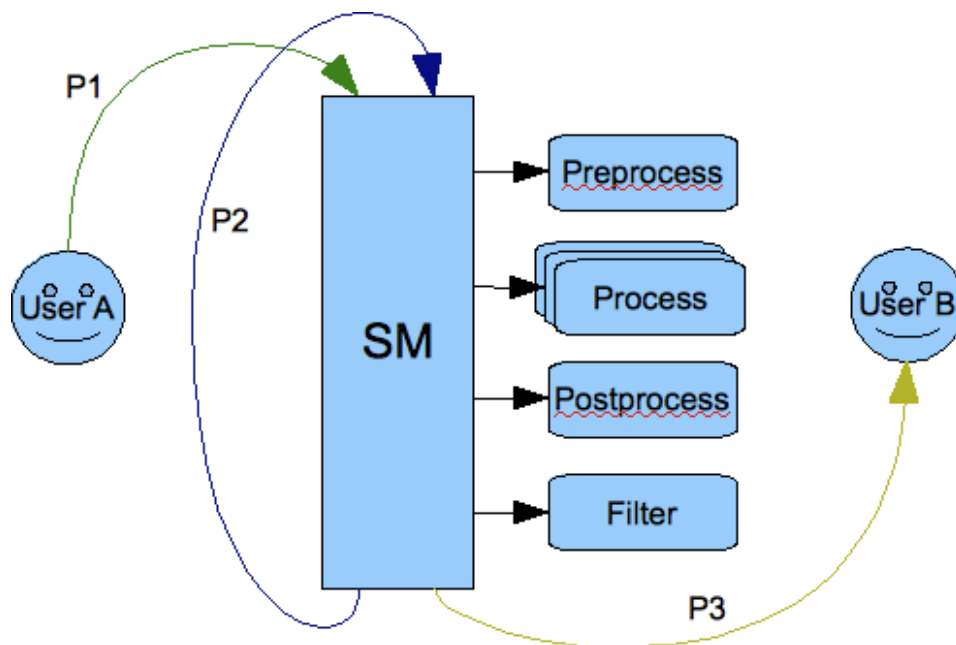 P1
Preprocess
P2
User A
Process
User B
SM
Postprocess
Filter
P3